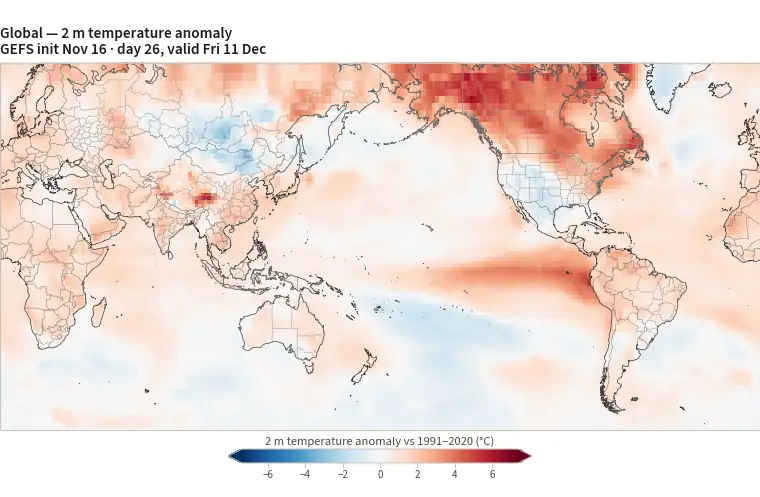 Global — 2 m temperature anomaly
GEFS init Nov 16 · day 26, valid Fri 11 Dec
2 m temperature anomaly vs 1991–2020 (°C)
−6 −4 −2 0 2 4 6